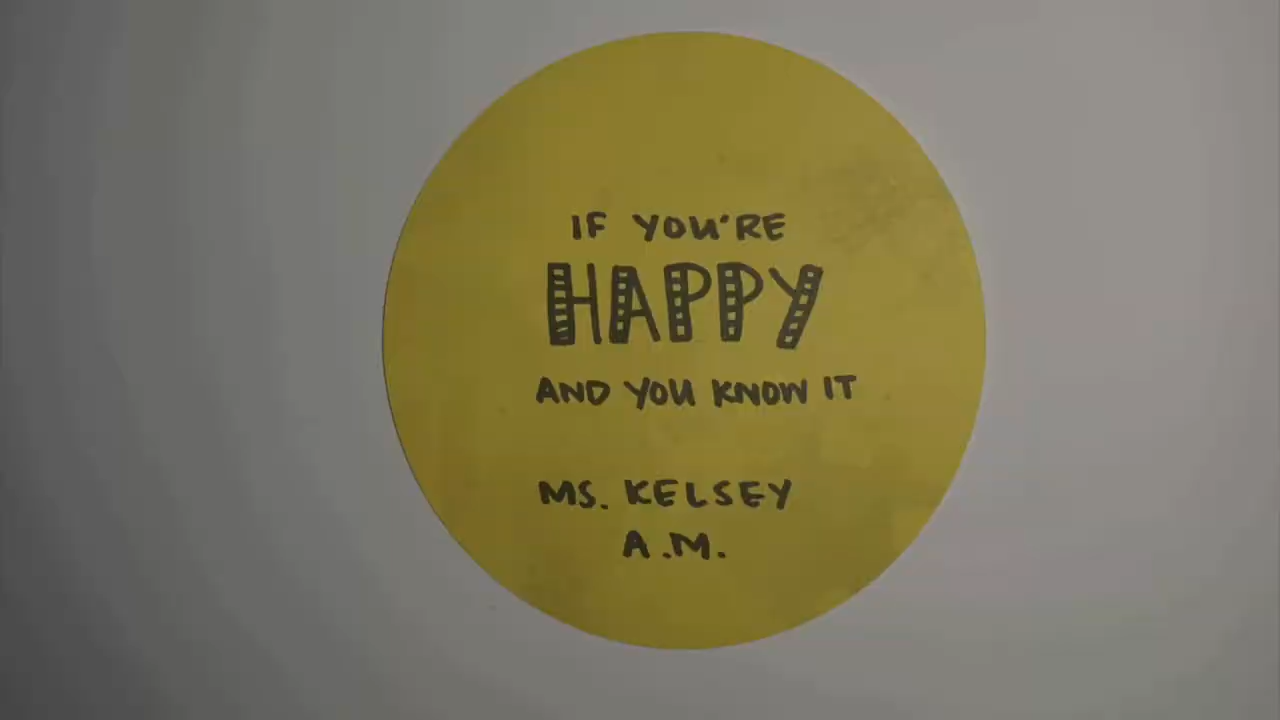 IF YOU'RE
HAPPY
AND YOU KNOW IT
MS. KELSEY
A.M.